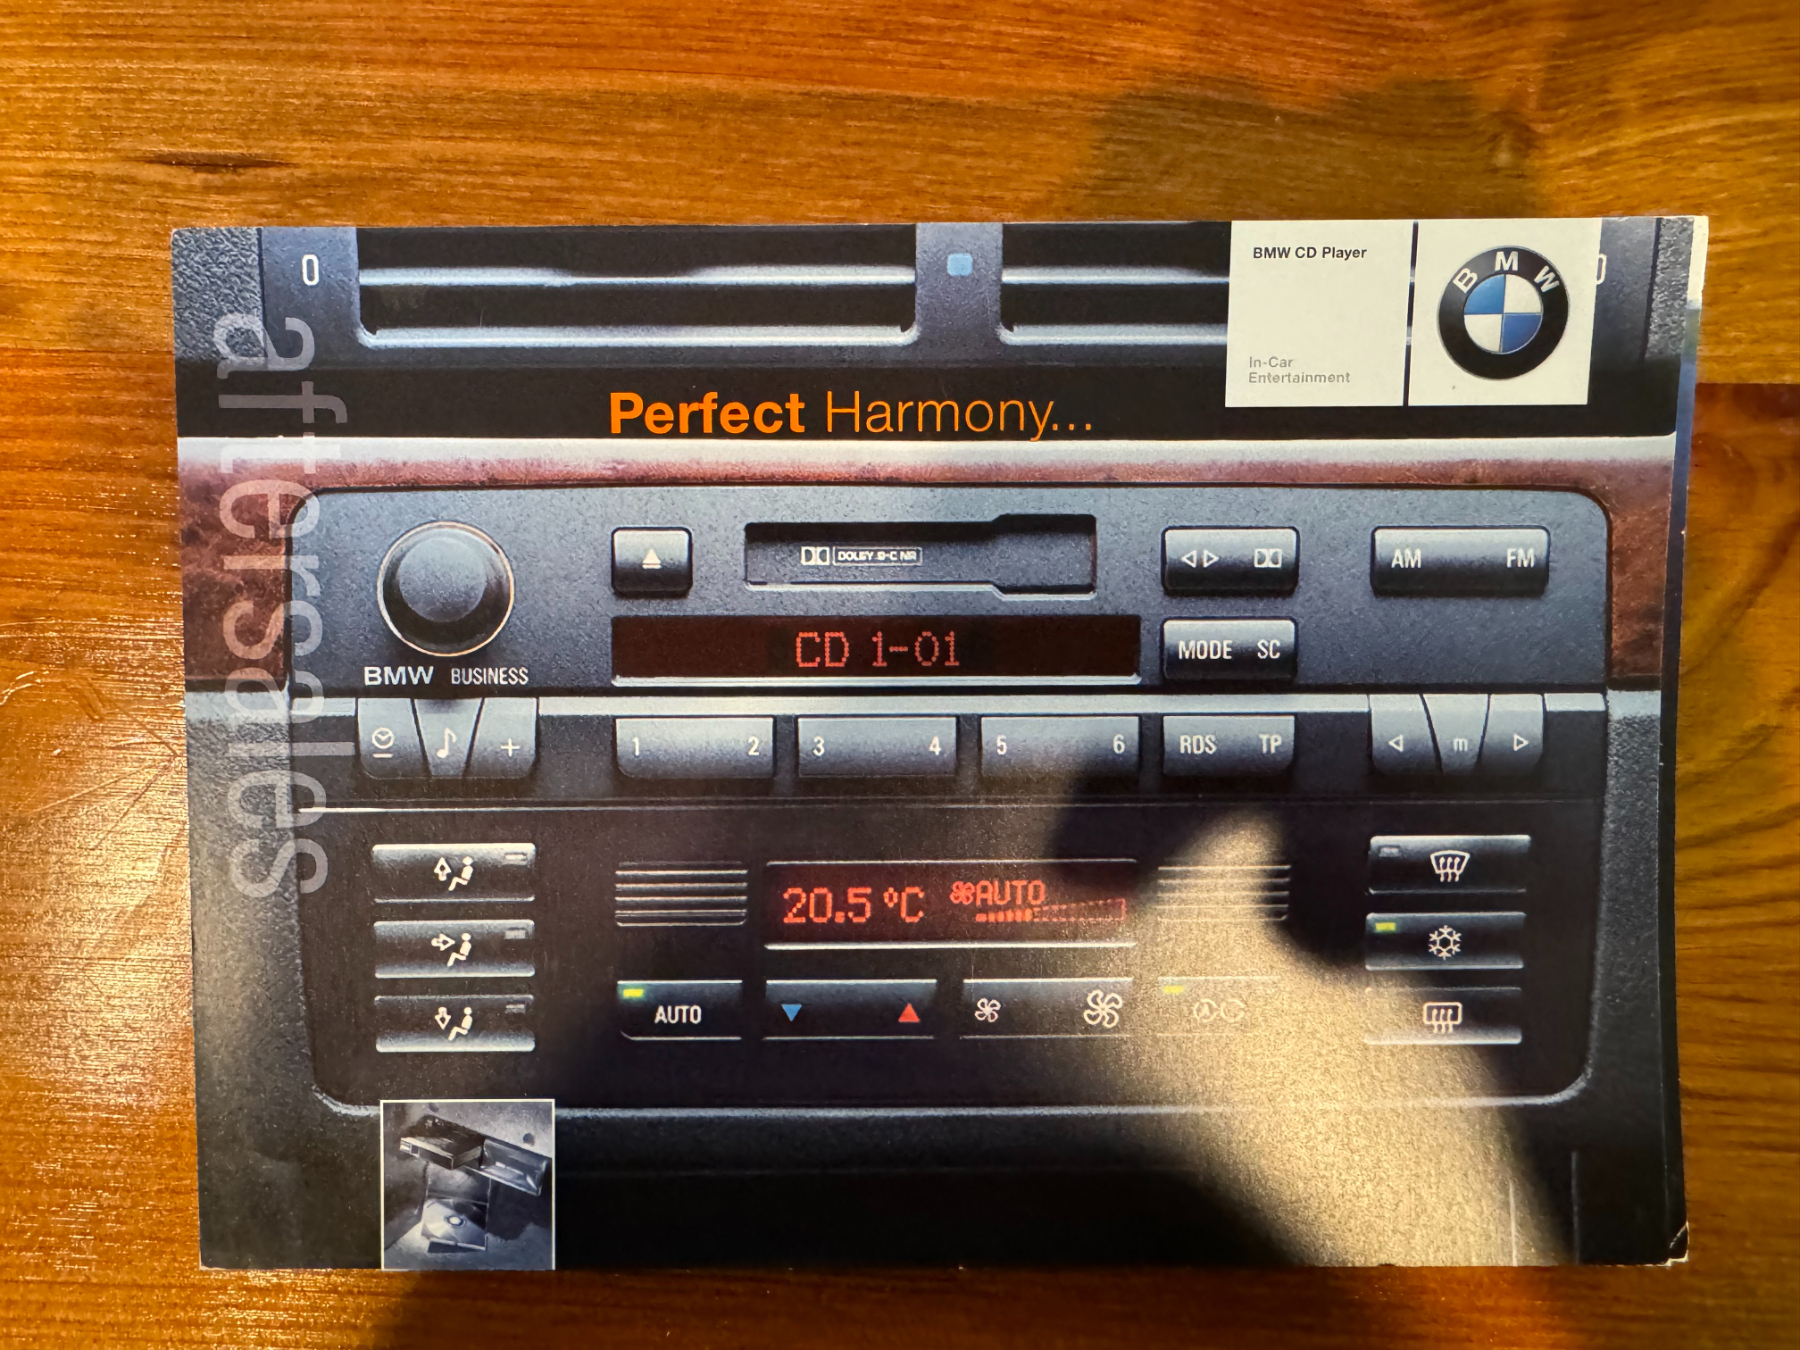 0
BMW CD Player
In-Car
Entertainment
BMW
aftersales
Perfect Harmony...
DOLBY B-C NR
AM FM
CD 1-01
MODE SC
BMW BUSINESS
+
1 2
3 4
5 6
RDS TP
m
20.5 °C AUTO
AUTO